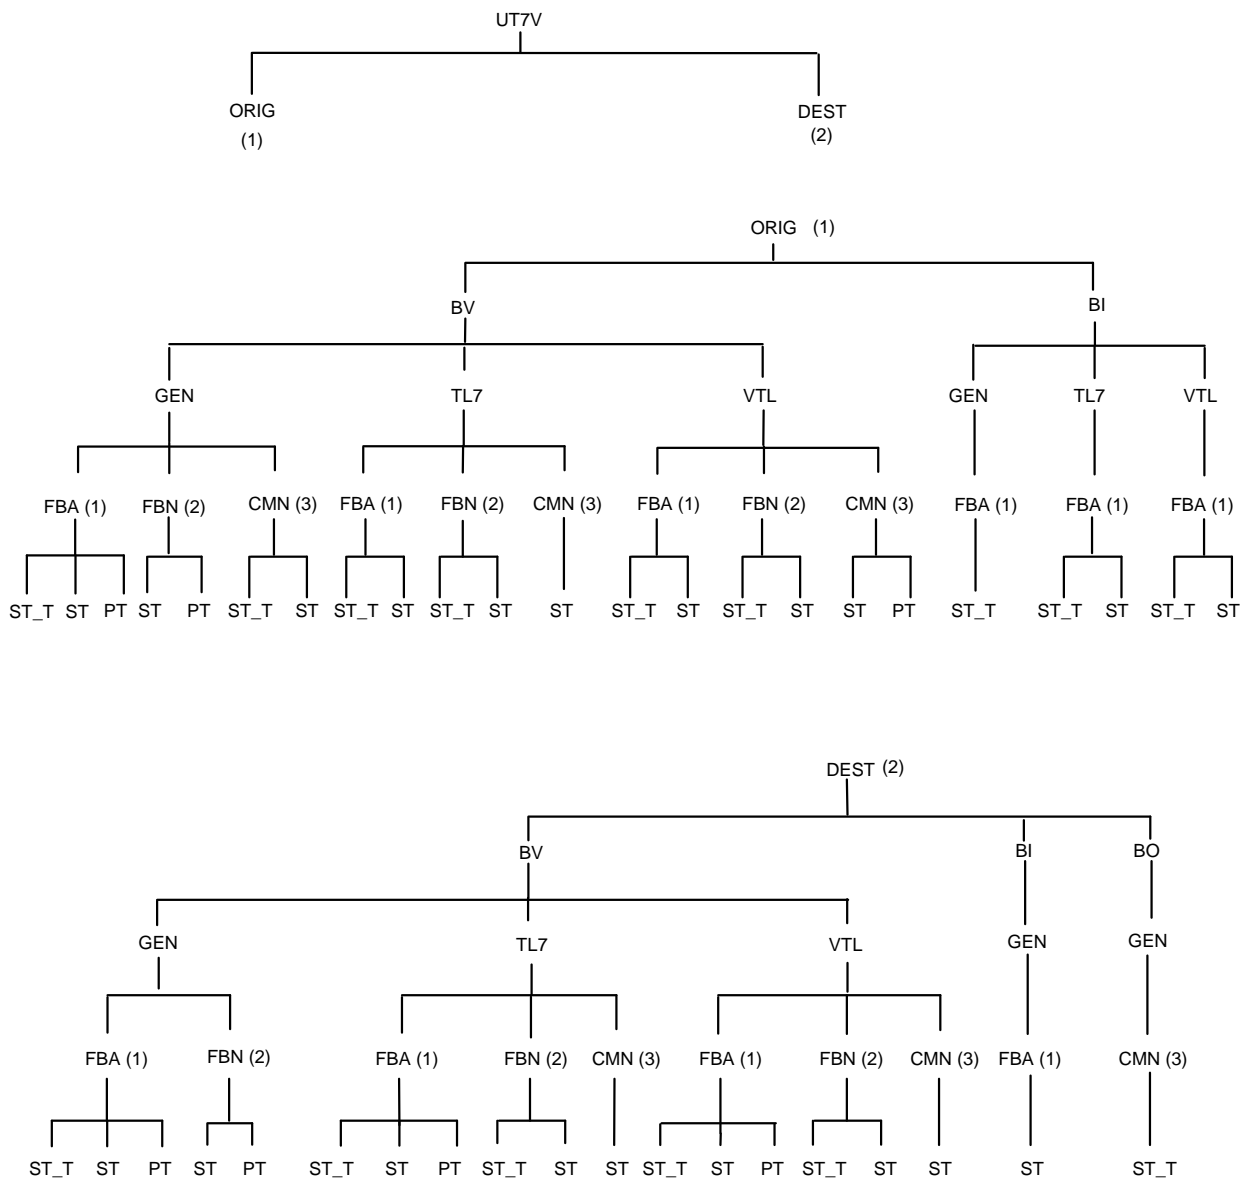 UT7V
ORIG DEST
(1) (2)
ORIG (1)
BV BI
GEN TL7 VTL GEN TL7 VTL
FBA (1) FBN (2) CMN (3) FBA (1) FBN (2) CMN (3) FBA (1) FBN (2) CMN (3) FBA (1) FBA (1) FBA (1)
ST_T ST PT ST PT ST_T ST ST_T ST ST_T ST ST ST_T ST ST_T ST ST PT ST_T ST_T ST ST_T ST
DEST (2)
BV BI BO
GEN TL7 VTL GEN GEN
FBA (1) FBN (2) FBA (1) FBN (2) CMN (3) FBA (1) FBN (2) CMN (3) FBA (1) CMN (3)
ST_T ST PT ST PT ST_T ST PT ST_T ST ST ST_T ST PT ST_T ST ST ST ST_T